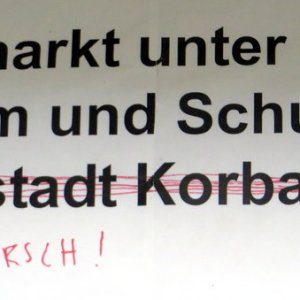 markt unter
m und Schu
stadt Korba
RSCH!